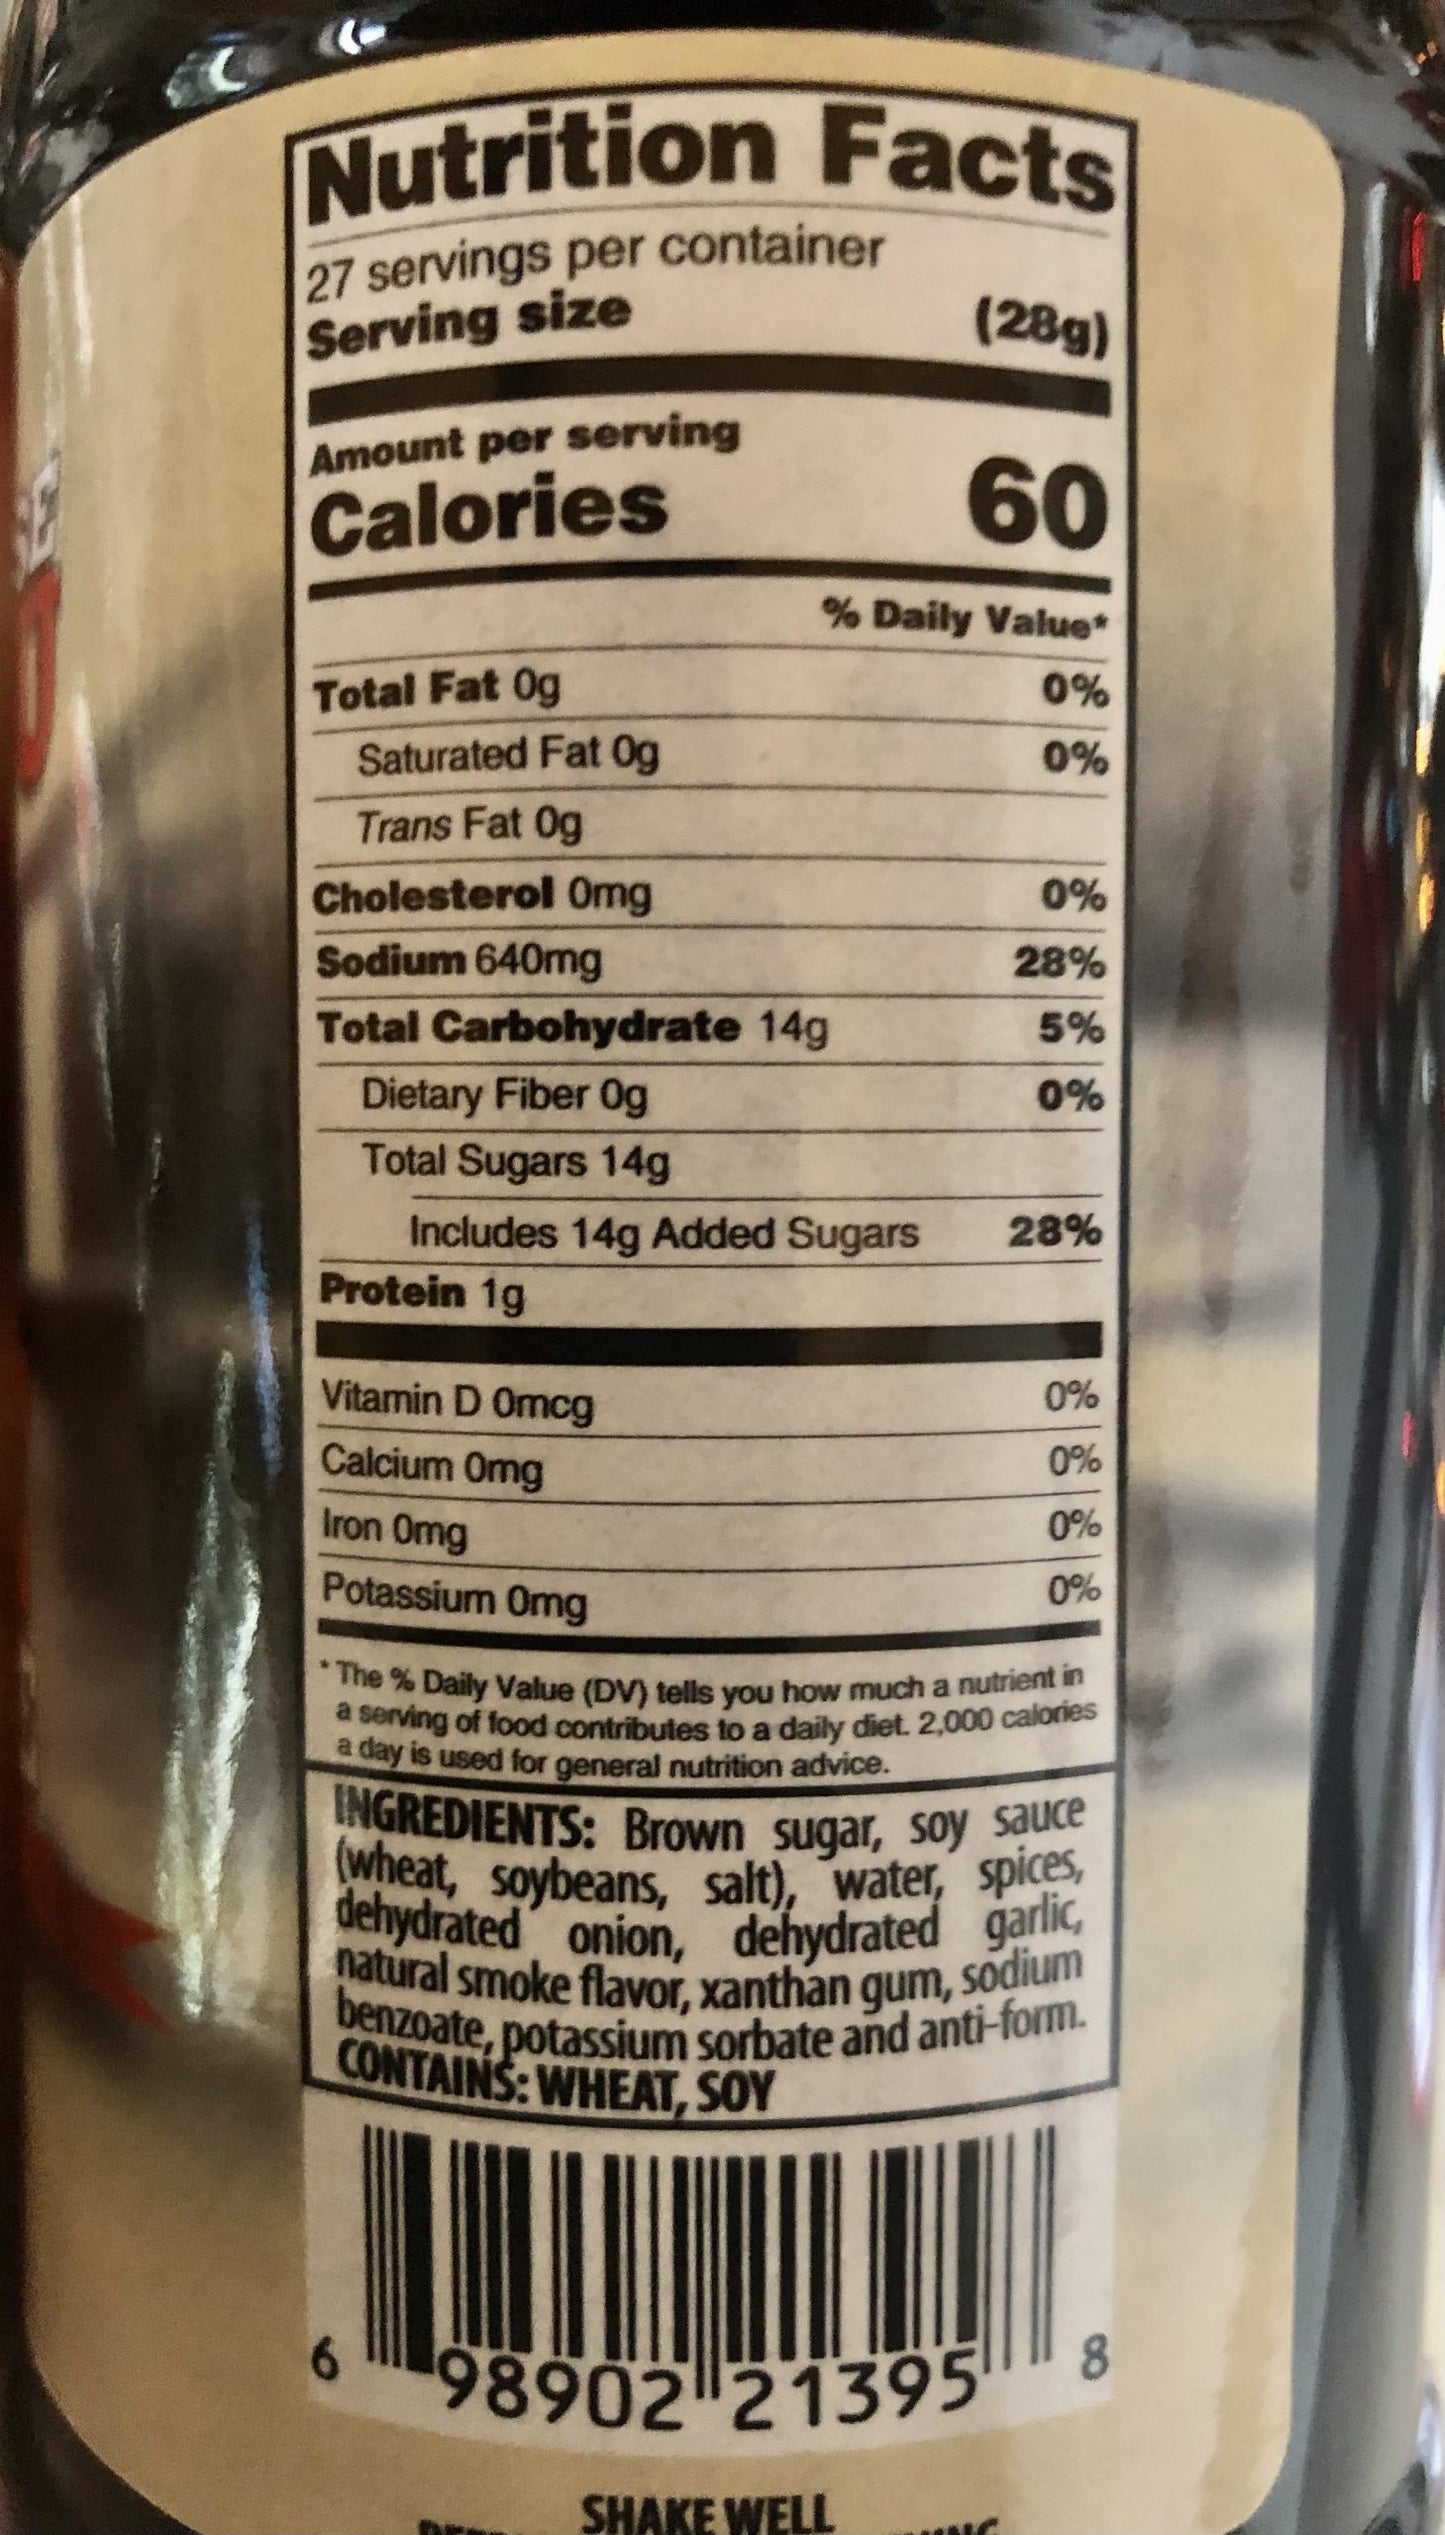 Nutrition Facts
27 servings per container
Serving size (28g)
Amount per serving
Calories 60
% Daily Value*
Total Fat 0g 0%
Saturated Fat 0g 0%
Trans Fat 0g
Cholesterol 0mg 0%
Sodium 640mg 28%
Total Carbohydrate 14g 5%
Dietary Fiber 0g 0%
Total Sugars 14g
Includes 14g Added Sugars 28%
Protein 1g
Vitamin D 0mcg 0%
Calcium 0mg 0%
Iron 0mg 0%
Potassium 0mg 0%
* The % Daily Value (DV) tells you how much a nutrient in
a serving of food contributes to a daily diet. 2,000 calories
a day is used for general nutrition advice.
INGREDIENTS: Brown sugar, soy sauce
(wheat, soybeans, salt), water, spices,
dehydrated onion, dehydrated garlic,
natural smoke flavor, xanthan gum, sodium
benzoate, potassium sorbate and anti-form.
CONTAINS: WHEAT, SOY
6 98902 21395 8
SHAKE WELL